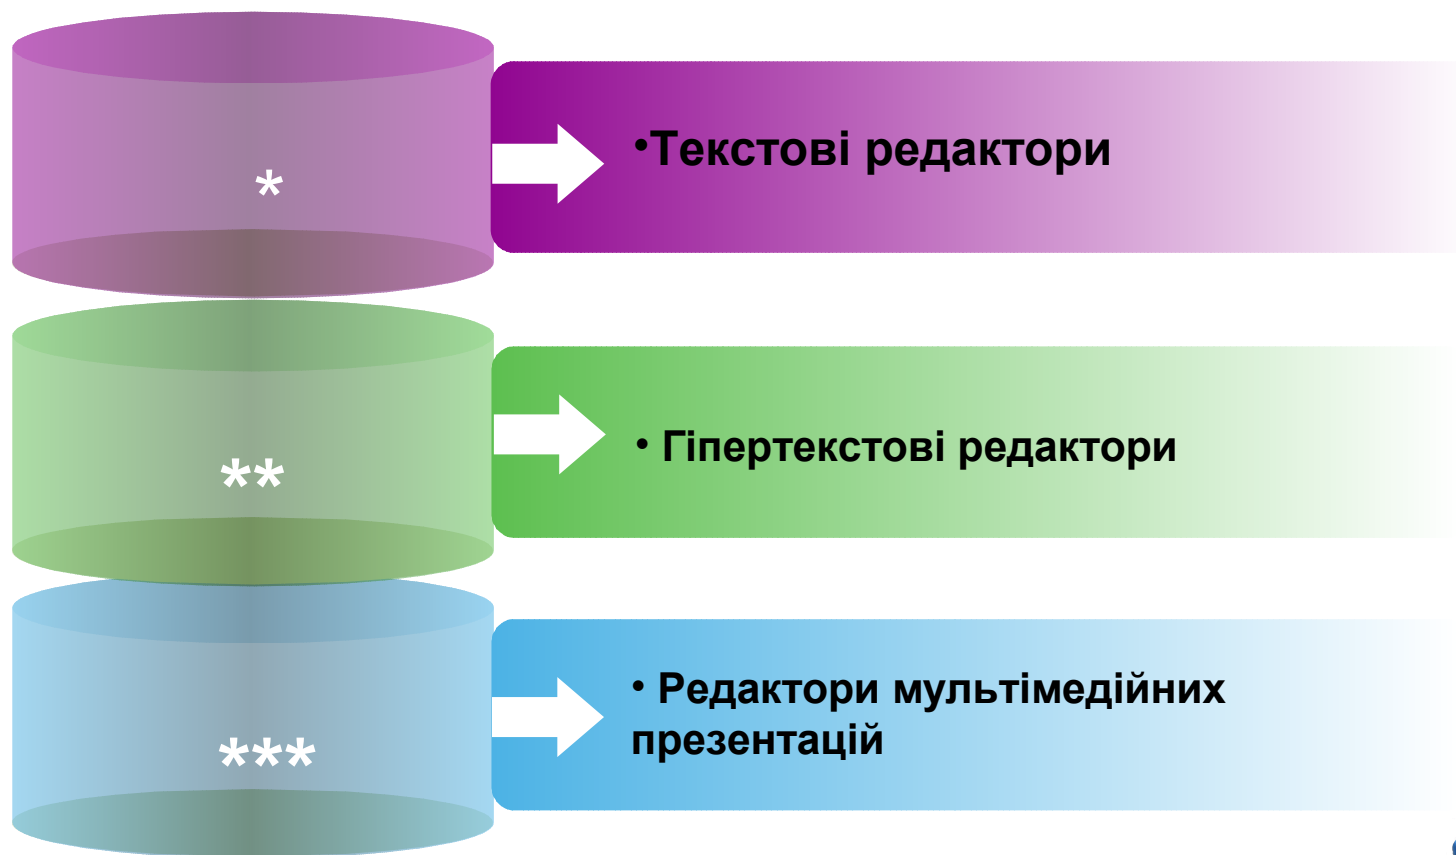 *
•Текстові редактори
**
• Гіпертекстові редактори
***
• Редактори мультімедійних
презентацій